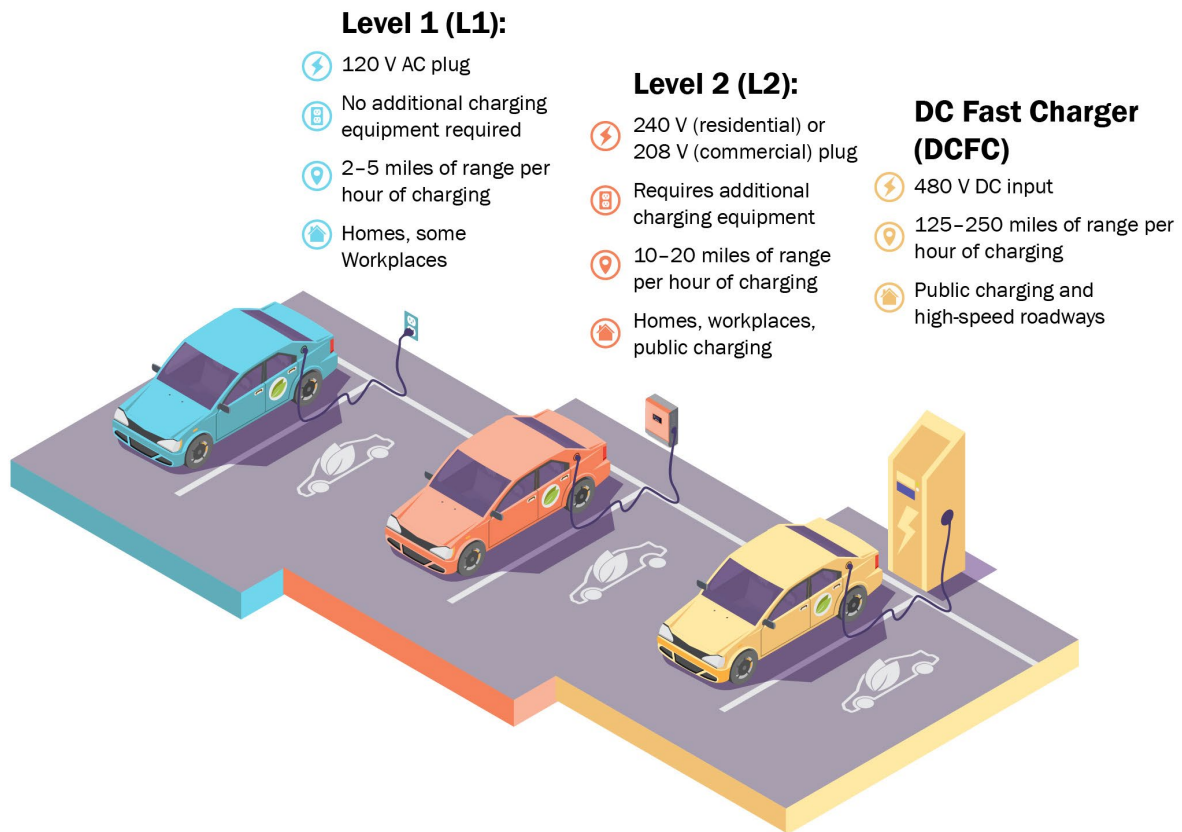 Level 1 (L1):
120 V AC plug
No additional charging
equipment required
2–5 miles of range per
hour of charging
Homes, some
Workplaces
Level 2 (L2):
240 V (residential) or
208 V (commercial) plug
Requires additional
charging equipment
10–20 miles of range
per hour of charging
Homes, workplaces,
public charging
DC Fast Charger
(DCFC)
480 V DC input
125–250 miles of range per
hour of charging
Public charging and
high-speed roadways